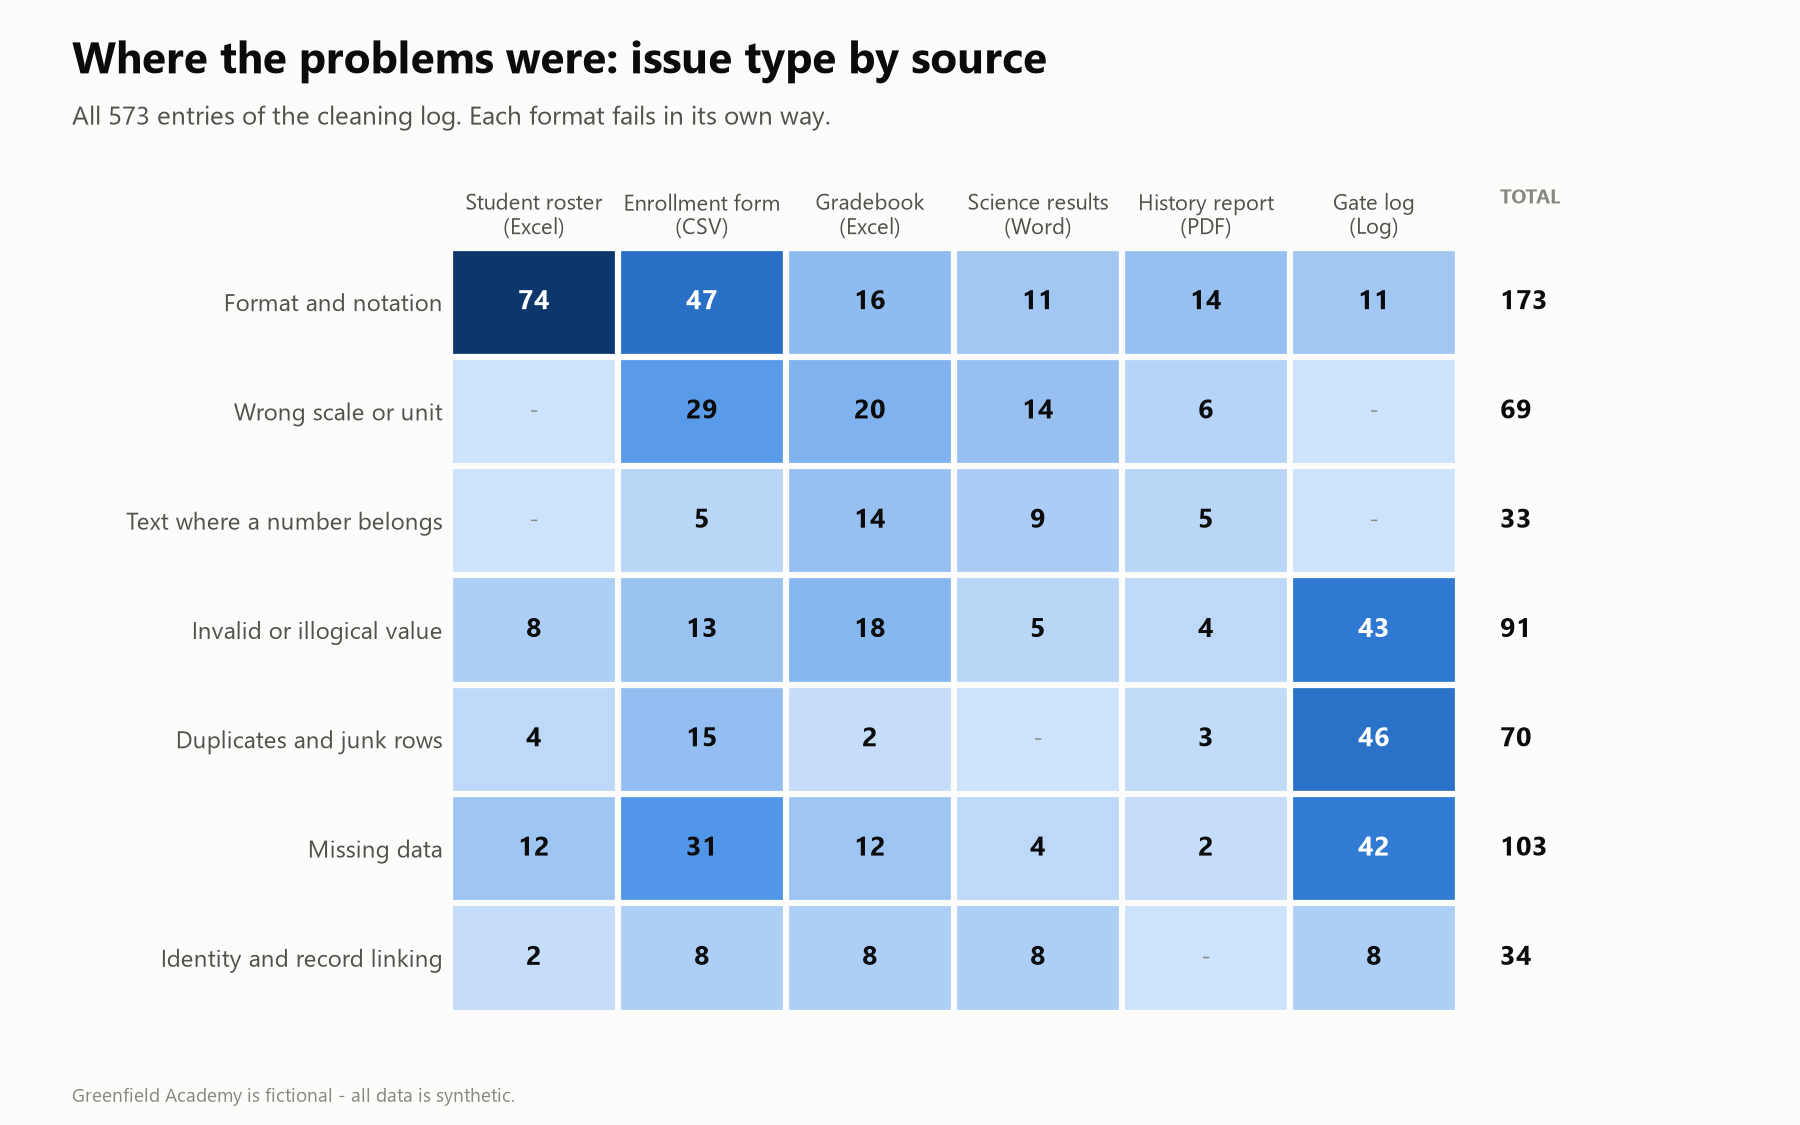 Where the problems were: issue type by source
All 573 entries of the cleaning log. Each format fails in its own way.
Student roster Enrollment form Gradebook Science results History report Gate log TOTAL
(Excel) (CSV) (Excel) (Word) (PDF) (Log)
Format and notation 74 47 16 11 14 11 173
Wrong scale or unit - 29 20 14 6 - 69
Text where a number belongs - 5 14 9 5 - 33
Invalid or illogical value 8 13 18 5 4 43 91
Duplicates and junk rows 4 15 2 - 3 46 70
Missing data 12 31 12 4 2 42 103
Identity and record linking 2 8 8 8 - 8 34
Greenfield Academy is fictional - all data is synthetic.